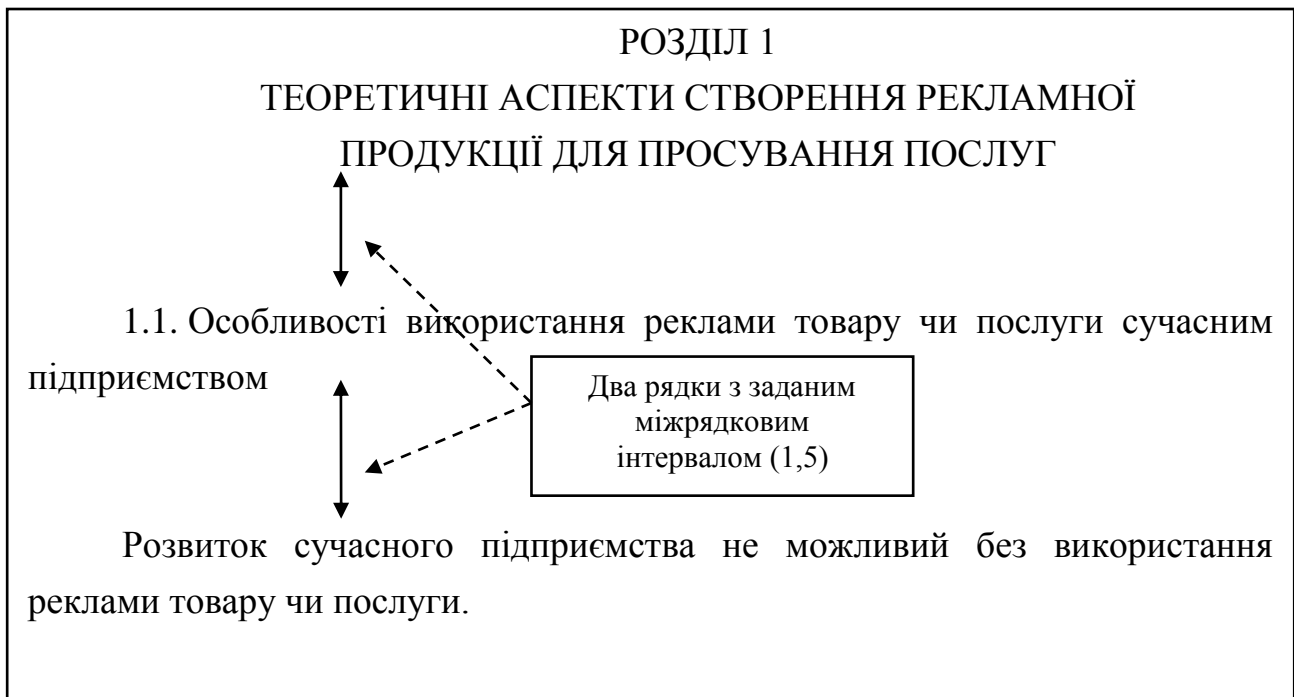 РОЗДІЛ 1
ТЕОРЕТИЧНІ АСПЕКТИ СТВОРЕННЯ РЕКЛАМНОЇ
ПРОДУКЦІЇ ДЛЯ ПРОСУВАННЯ ПОСЛУГ
1.1. Особливості використання реклами товару чи послуги сучасним
підприємством
Два рядки з заданим
міжрядковим
інтервалом (1,5)
Розвиток сучасного підприємства не можливий без використання
реклами товару чи послуги.